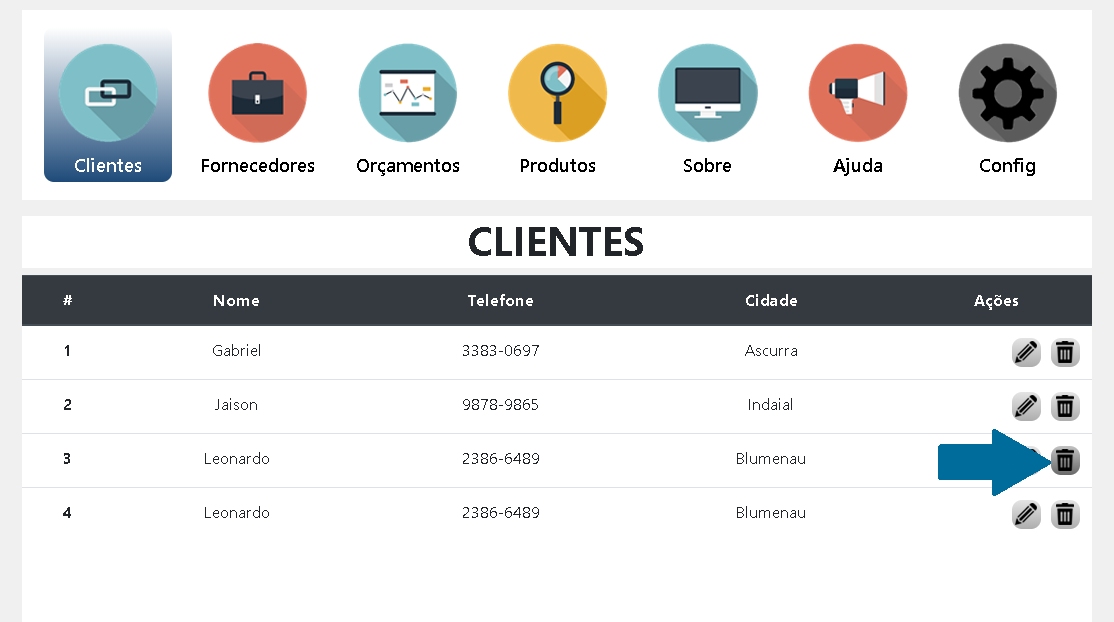 Clientes Fornecedores Orçamentos Produtos Sobre Ajuda Config
CLIENTES
# Nome Telefone Cidade Ações
1 Gabriel 3383-0697 Ascurra
2 Jaison 9878-9865 Indaial
3 Leonardo 2386-6489 Blumenau
4 Leonardo 2386-6489 Blumenau